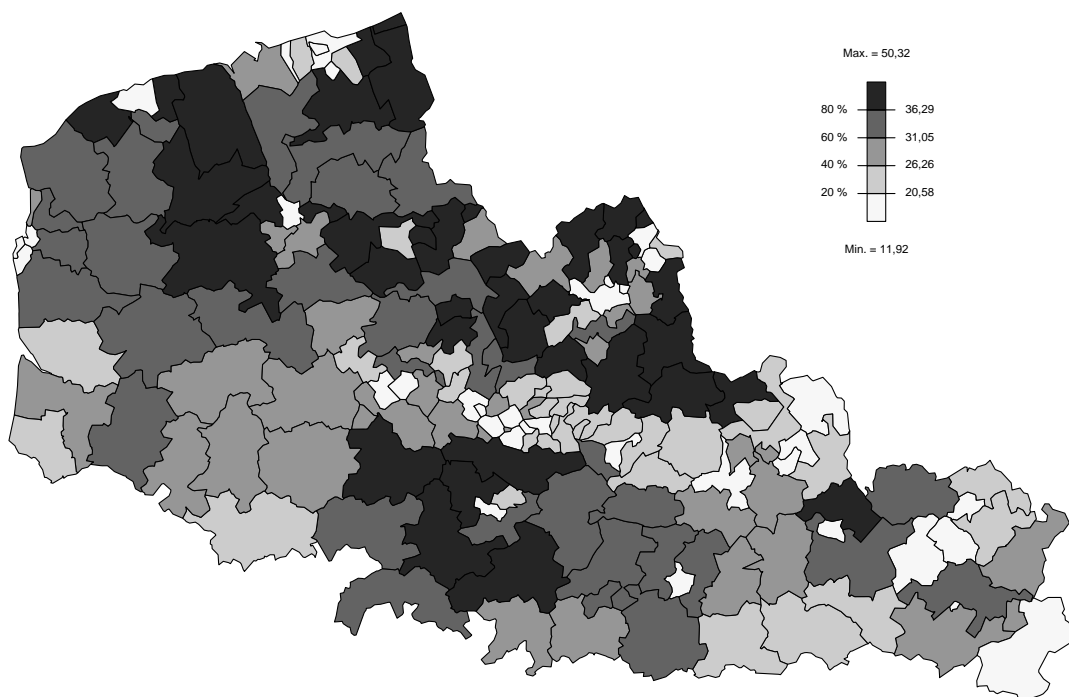 Max. = 50,32
80 % 36,29
60 % 31,05
40 % 26,26
20 % 20,58
Min. = 11,92